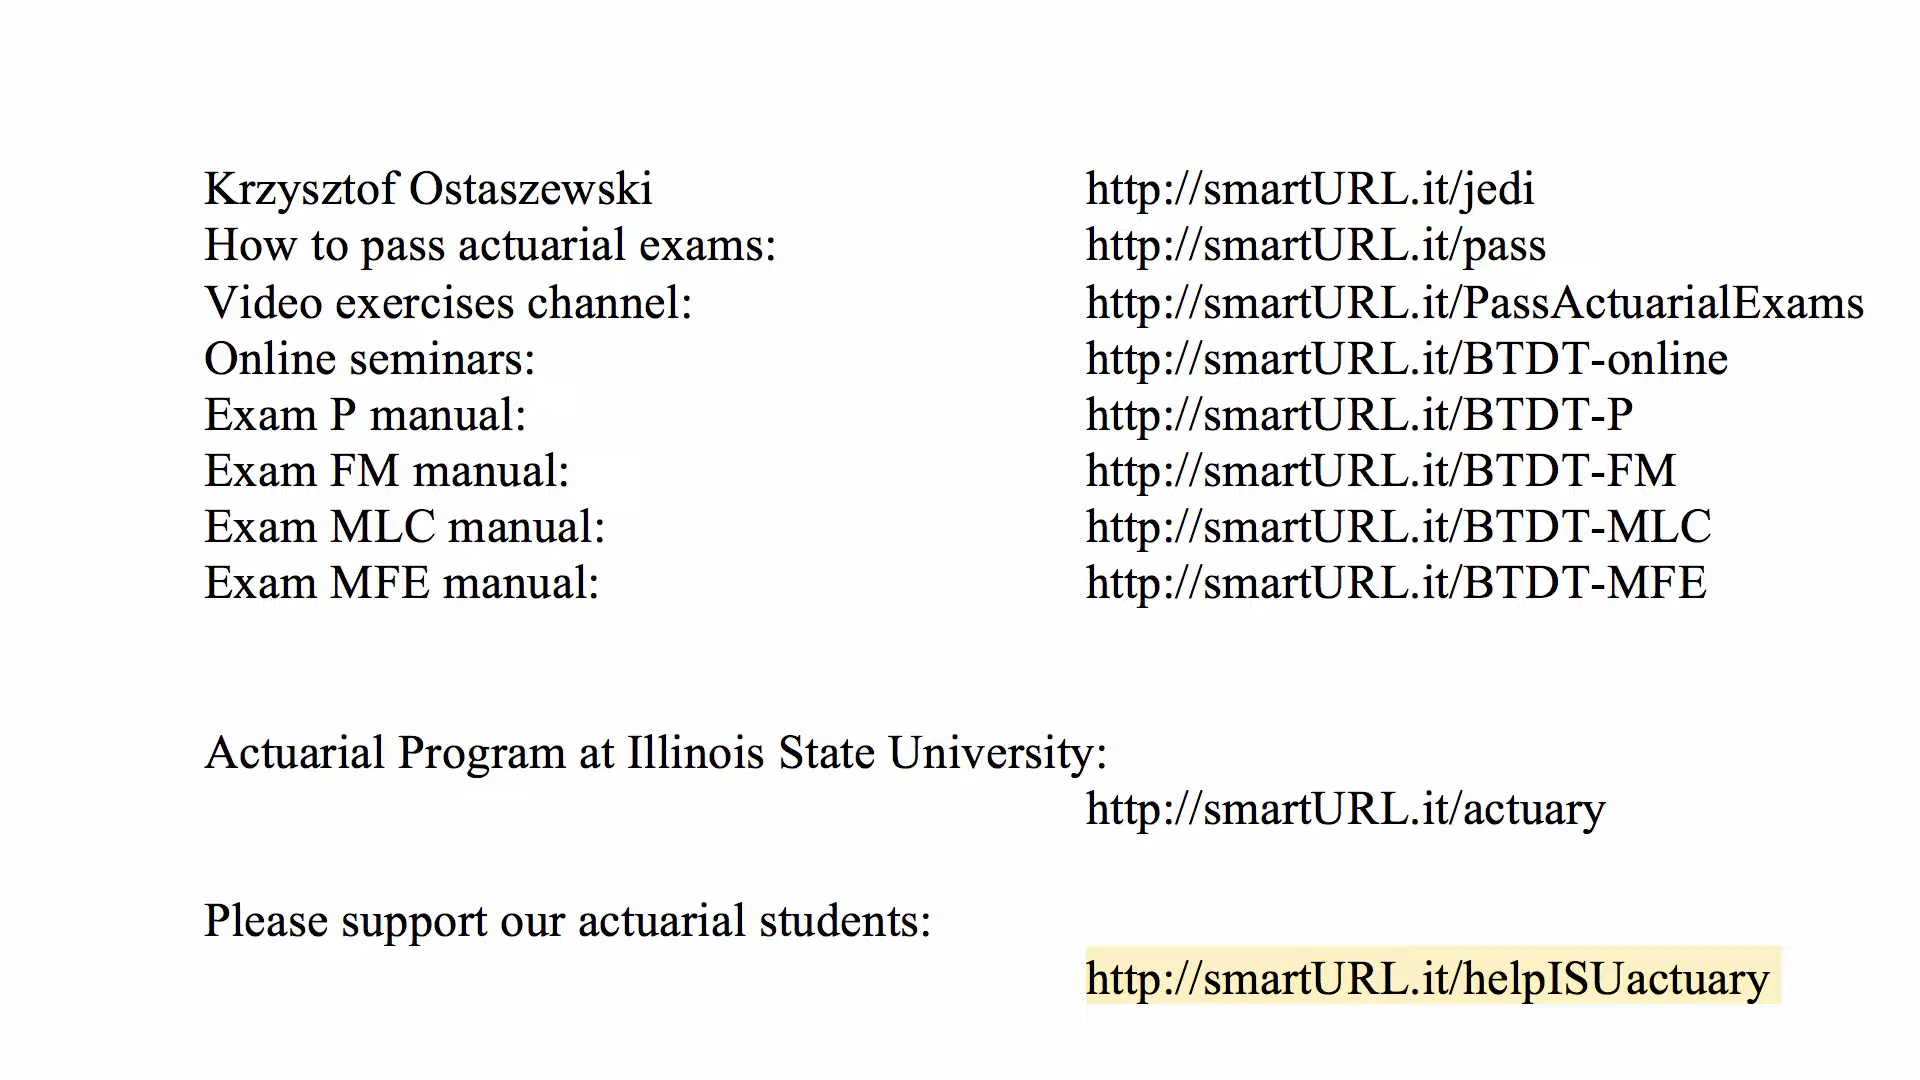 Krzysztof Ostaszewski http://smartURL.it/jedi
How to pass actuarial exams: http://smartURL.it/pass
Video exercises channel: http://smartURL.it/PassActuarialExams
Online seminars: http://smartURL.it/BTDT-online
Exam P manual: http://smartURL.it/BTDT-P
Exam FM manual: http://smartURL.it/BTDT-FM
Exam MLC manual: http://smartURL.it/BTDT-MLC
Exam MFE manual: http://smartURL.it/BTDT-MFE
Actuarial Program at Illinois State University:
http://smartURL.it/actuary
Please support our actuarial students:
http://smartURL.it/helpISUactuary